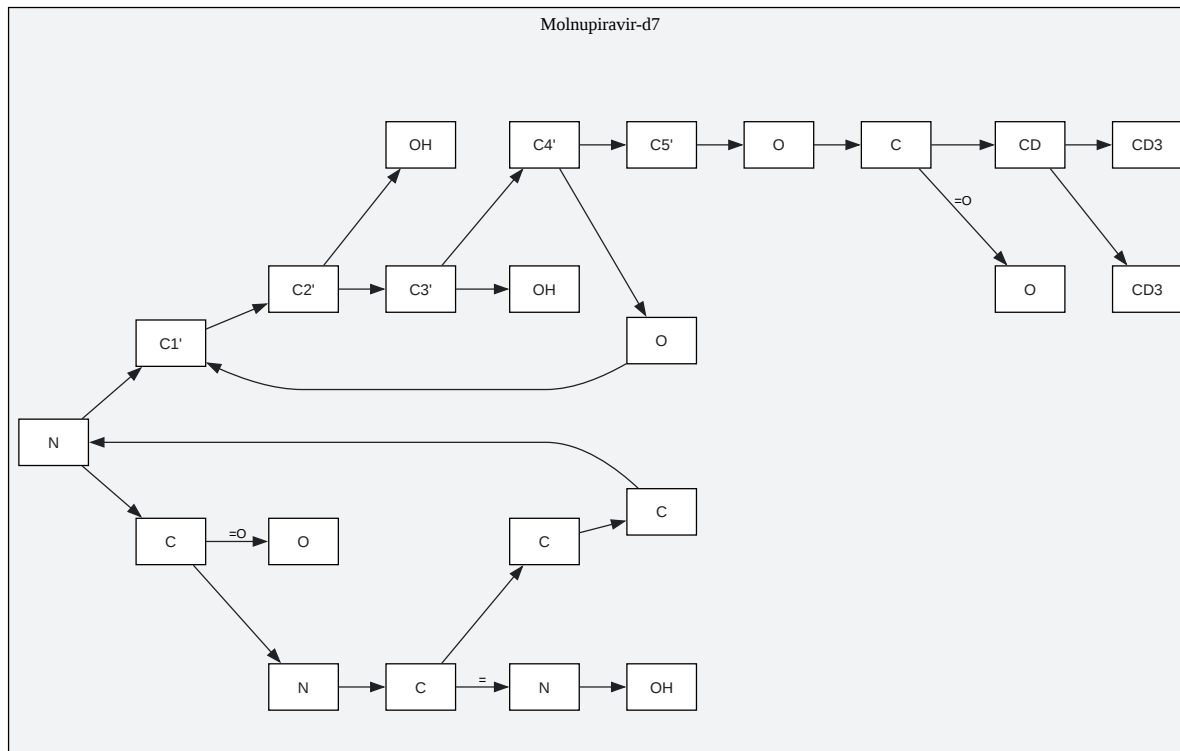 Molnupiravir-d7
OH
C4'
C5'
O
C
CD
CD3
=O
C2'
C3'
OH
O
CD3
C1'
O
N
C
C
=O
O
C
N
C
=
N
OH